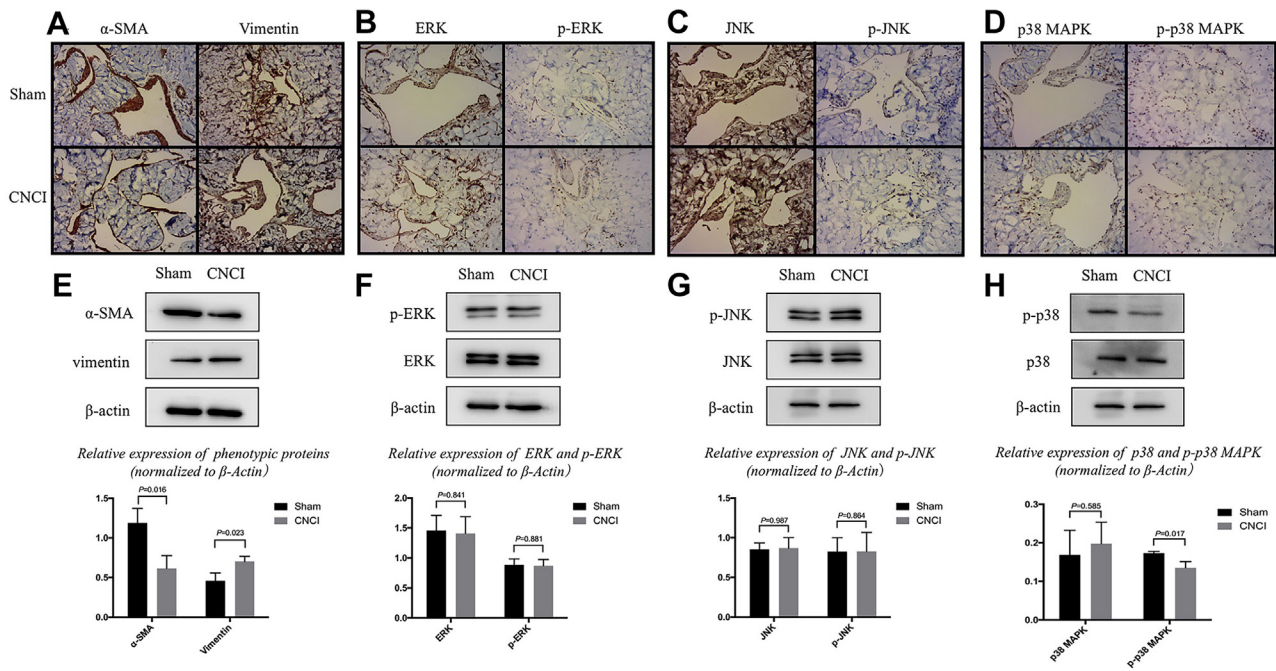 A
α-SMA Vimentin
B
ERK p-ERK
C
JNK p-JNK
D
p38 MAPK p-p38 MAPK
Sham
CNCI
E
Sham CNCI
α-SMA
vimentin
β-actin
Relative expression of phenotypic proteins
(normalized to β-Actin)
1.5
1.0
0.5
0.0
P=0.016
P=0.023
Sham
CNCI
α-SMA
Vimentin
F
Sham CNCI
p-ERK
ERK
β-actin
Relative expression of ERK and p-ERK
(normalized to β-Actin)
2.0
1.5
1.0
0.5
0.0
P=0.841
P=0.881
Sham
CNCI
ERK
p-ERK
G
Sham CNCI
p-JNK
JNK
β-actin
Relative expression of JNK and p-JNK
(normalized to β-Actin)
1.5
1.0
0.5
0.0
P=0.987
P=0.864
Sham
CNCI
JNK
p-JNK
H
Sham CNCI
p-p38
p38
β-actin
Relative expression of p38 and p-p38 MAPK
(normalized to β-Actin)
0.3
0.2
0.1
0.0
P=0.585
P=0.017
Sham
CNCI
p38 MAPK
p-p38 MAPK